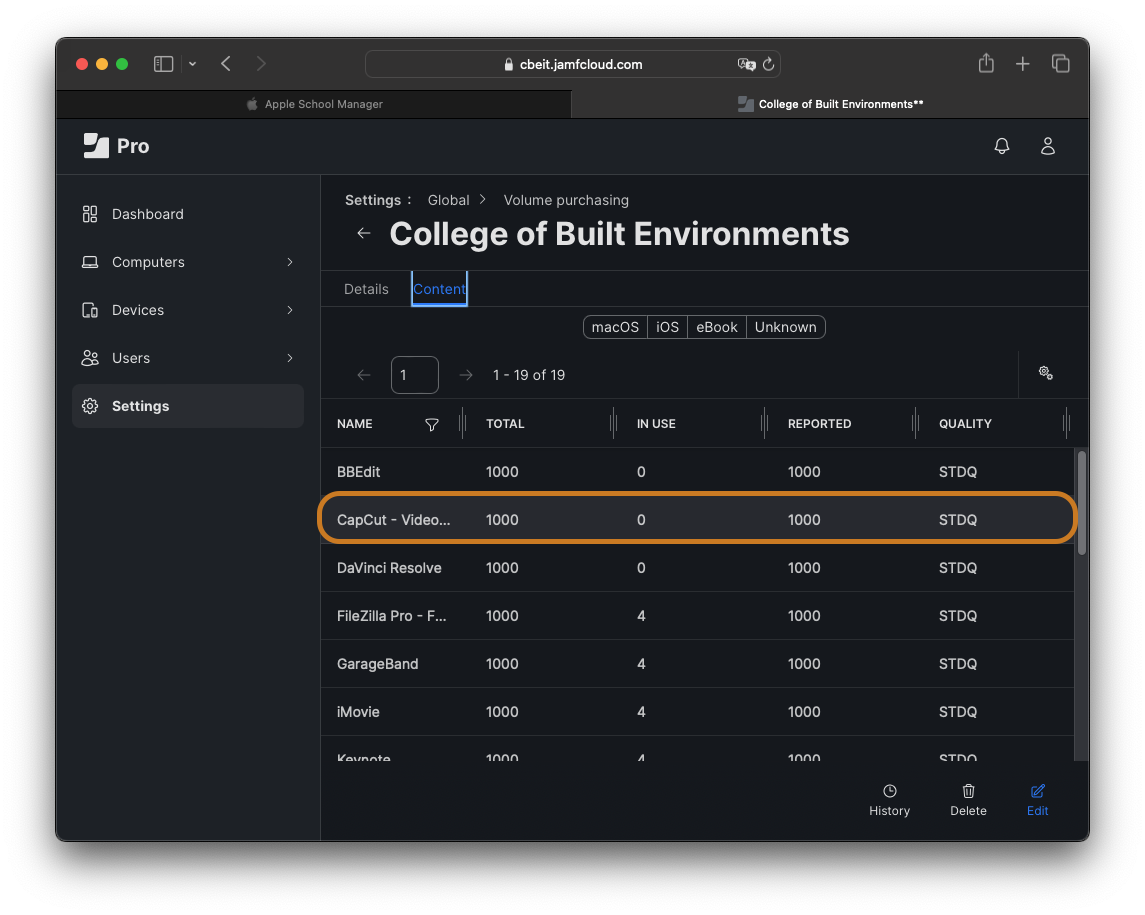 cbeit.jamfcloud.com
Apple School Manager
College of Built Environments**
Pro
Dashboard
Computers
Devices
Users
Settings
Settings : Global > Volume purchasing
← College of Built Environments
Details Content
macOS iOS eBook Unknown
← 1 → 1 - 19 of 19
NAME TOTAL IN USE REPORTED QUALITY
BBEdit 1000 0 1000 STDQ
CapCut - Video... 1000 0 1000 STDQ
DaVinci Resolve 1000 0 1000 STDQ
FileZilla Pro - F... 1000 4 1000 STDQ
GarageBand 1000 4 1000 STDQ
iMovie 1000 4 1000 STDQ
Keynote 1000 4 1000 STDQ
History Delete Edit